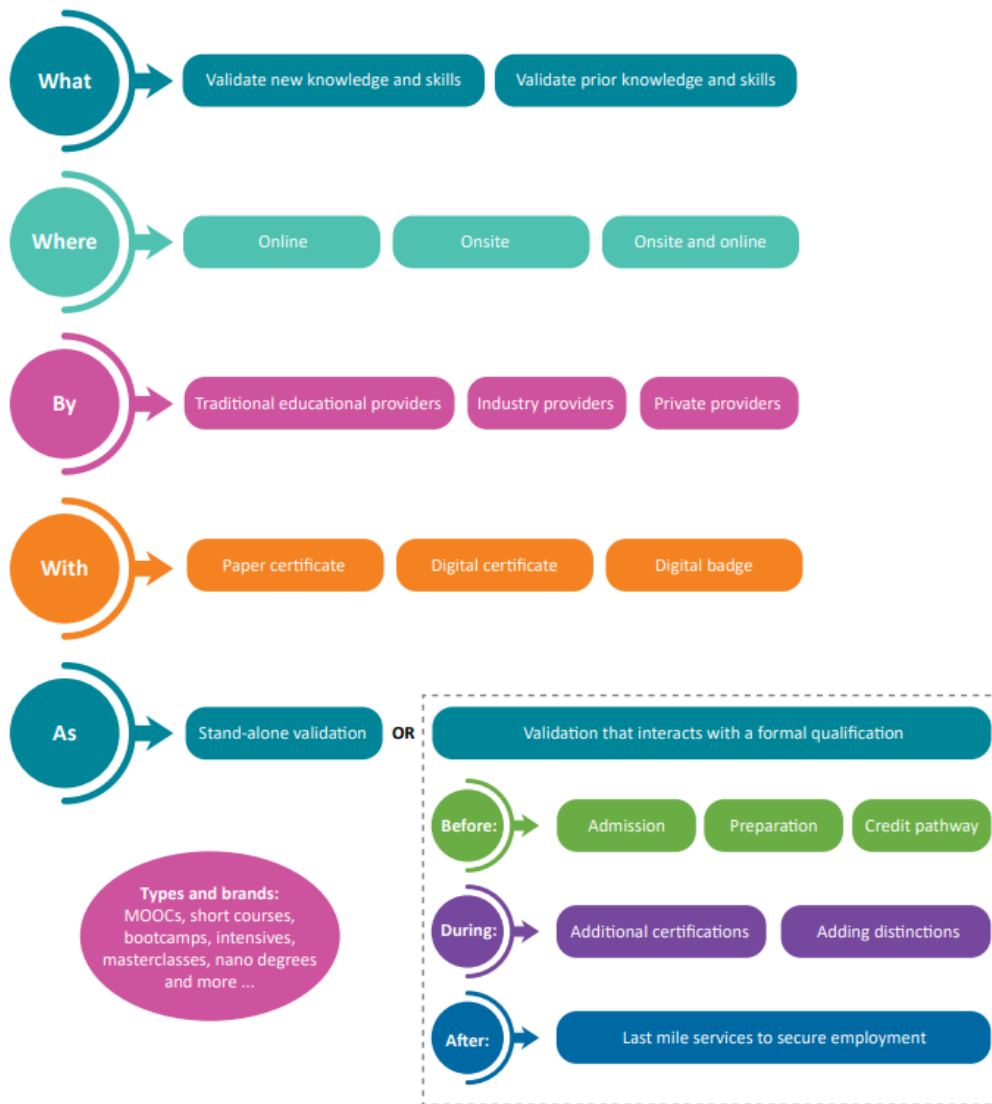 What
Validate new knowledge and skills
Validate prior knowledge and skills
Where
Online
Onsite
Onsite and online
By
Traditional educational providers
Industry providers
Private providers
With
Paper certificate
Digital certificate
Digital badge
As
Stand-alone validation
OR
Validation that interacts with a formal qualification
Before:
Admission
Preparation
Credit pathway
During:
Additional certifications
Adding distinctions
After:
Last mile services to secure employment
Types and brands:
MOOCs, short courses,
bootcamps, intensives,
masterclasses, nano degrees
and more ...